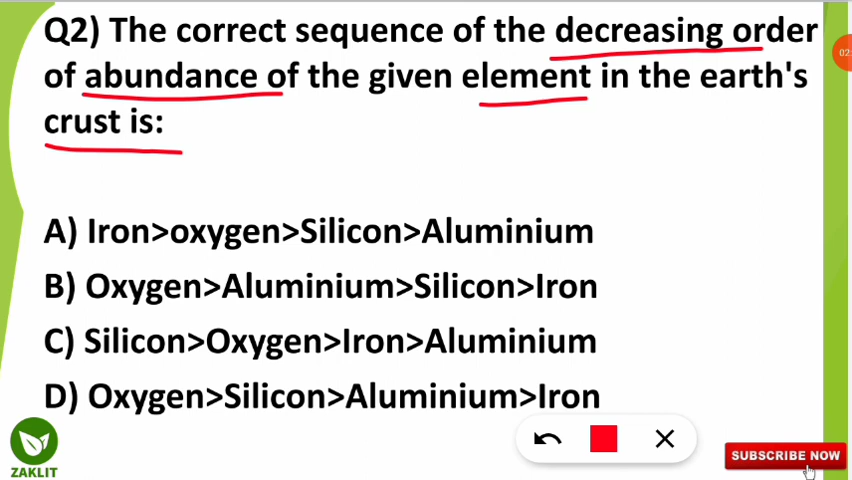 Q2) The correct sequence of the decreasing order
of abundance of the given element in the earth's
crust is:
A) Iron>oxygen>Silicon>Aluminium
B) Oxygen>Aluminium>Silicon>Iron
C) Silicon>Oxygen>Iron>Aluminium
D) Oxygen>Silicon>Aluminium>Iron
ZAKLIT
SUBSCRIBE NOW